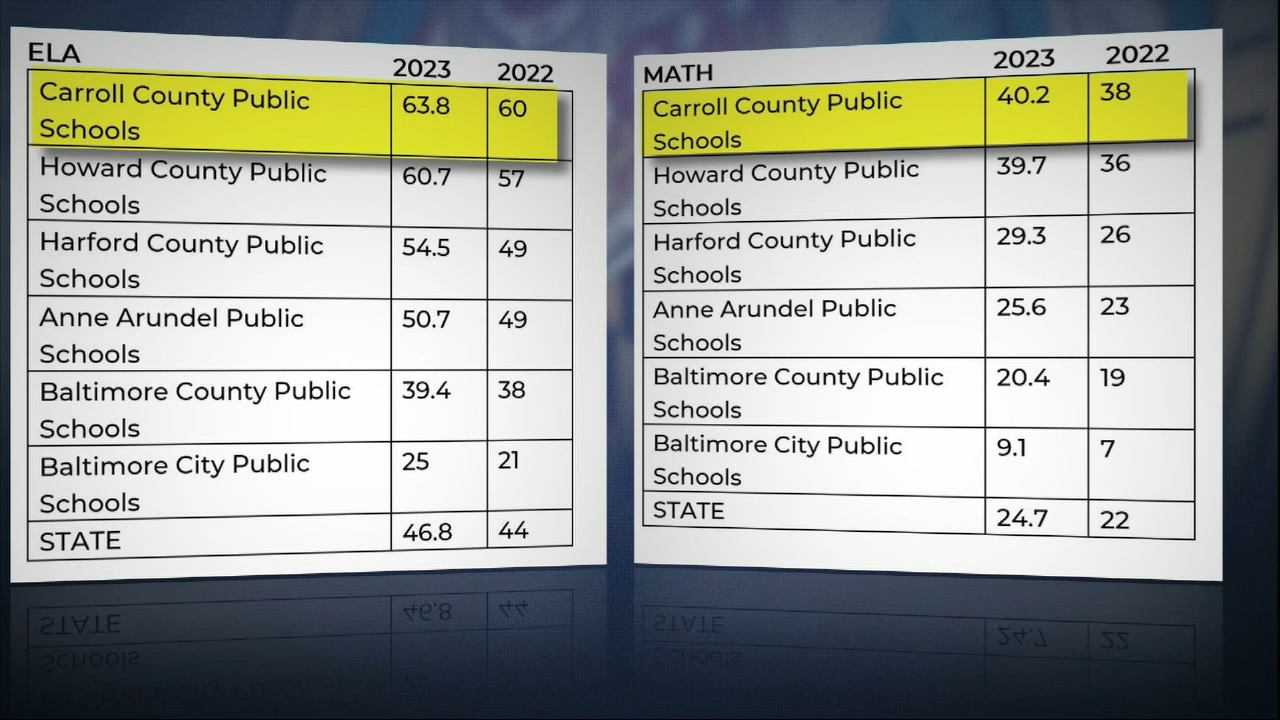 ELA 2023 2022
Carroll County Public 63.8 60
Schools
Howard County Public 60.7 57
Schools
Harford County Public 54.5 49
Schools
Anne Arundel Public 50.7 49
Schools
Baltimore County Public 39.4 38
Schools
Baltimore City Public 25 21
Schools
STATE 46.8 44
MATH 2023 2022
Carroll County Public 40.2 38
Schools
Howard County Public 39.7 36
Schools
Harford County Public 29.3 26
Schools
Anne Arundel Public 25.6 23
Schools
Baltimore County Public 20.4 19
Schools
Baltimore City Public 9.1 7
Schools
STATE 24.7 22